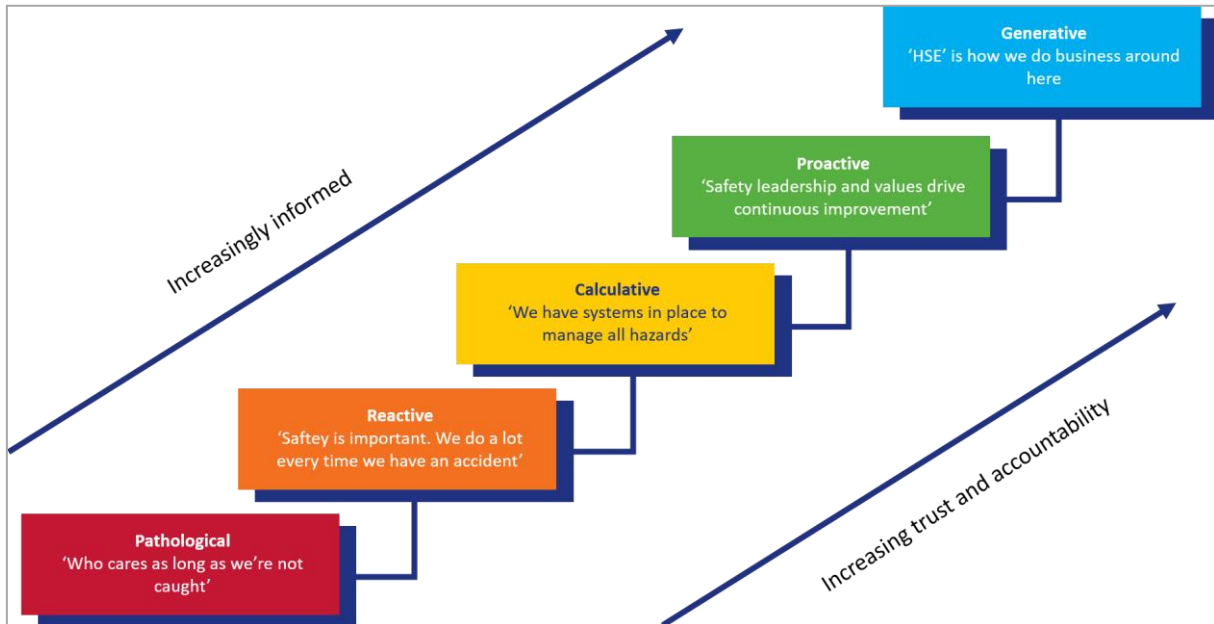 Generative
‘HSE’ is how we do business around
here
Proactive
‘Safety leadership and values drive
continuous improvement’
Increasingly informed
Calculative
‘We have systems in place to
manage all hazards’
Reactive
‘Saftey is important. We do a lot
every time we have an accident’
Increasing trust and accountability
Pathological
‘Who cares as long as we’re not
caught’